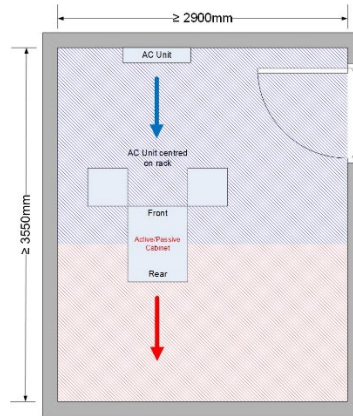 ≥ 2900mm
AC Unit
≥ 3550mm
AC Unit centred
on rack
Front
Active/Passive
Cabinet
Rear